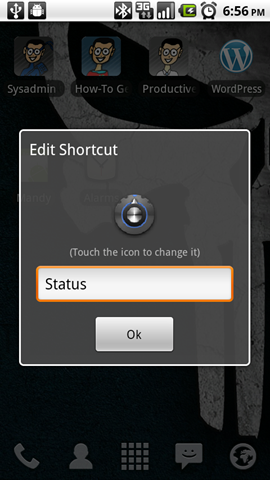 3G
6:56 PM
Sysadmin How-To Ge Productive WordPress
Edit Shortcut
(Touch the icon to change it)
Status
Ok